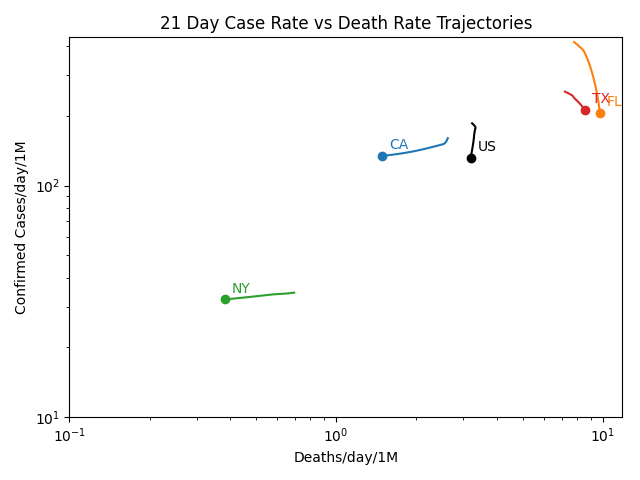 21 Day Case Rate vs Death Rate Trajectories
Confirmed Cases/day/1M
10²
10¹
TX
FL
CA
US
NY
10⁻¹
10⁰
10¹
Deaths/day/1M